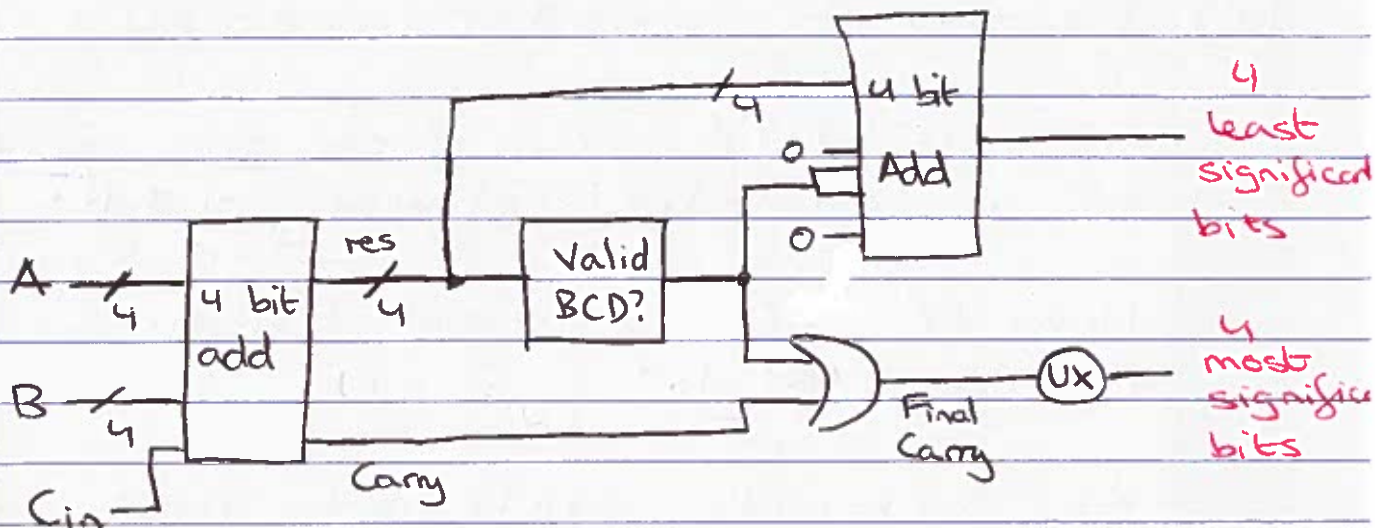 4 bit
Add
4
0
0
4
least
significant
bits
A
4
B
4
Cin
4 bit
add
res
4
Valid
BCD?
Carry
Final
Carry
UX
4
most
significa
bits